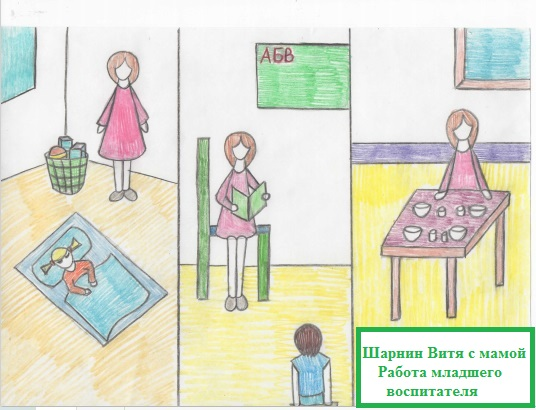 АБВ
Шарнин Витя с мамой
Работа младшего
воспитателя